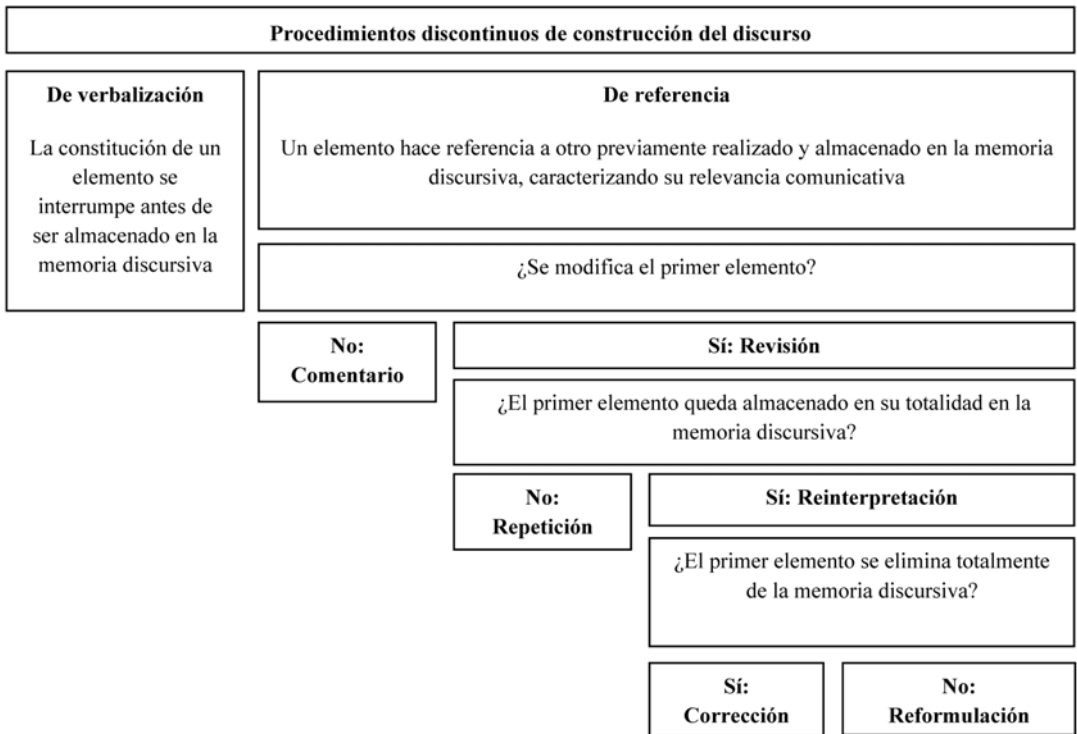 Procedimientos discontinuos de construcción del discurso
De verbalización
La constitución de un
elemento se
interrumpe antes de
ser almacenado en la
memoria discursiva
De referencia
Un elemento hace referencia a otro previamente realizado y almacenado en la memoria
discursiva, caracterizando su relevancia comunicativa
¿Se modifica el primer elemento?
No:
Comentario
Sí: Revisión
¿El primer elemento queda almacenado en su totalidad en la
memoria discursiva?
No:
Repetición
Sí: Reinterpretación
¿El primer elemento se elimina totalmente
de la memoria discursiva?
Sí:
Corrección
No:
Reformulación